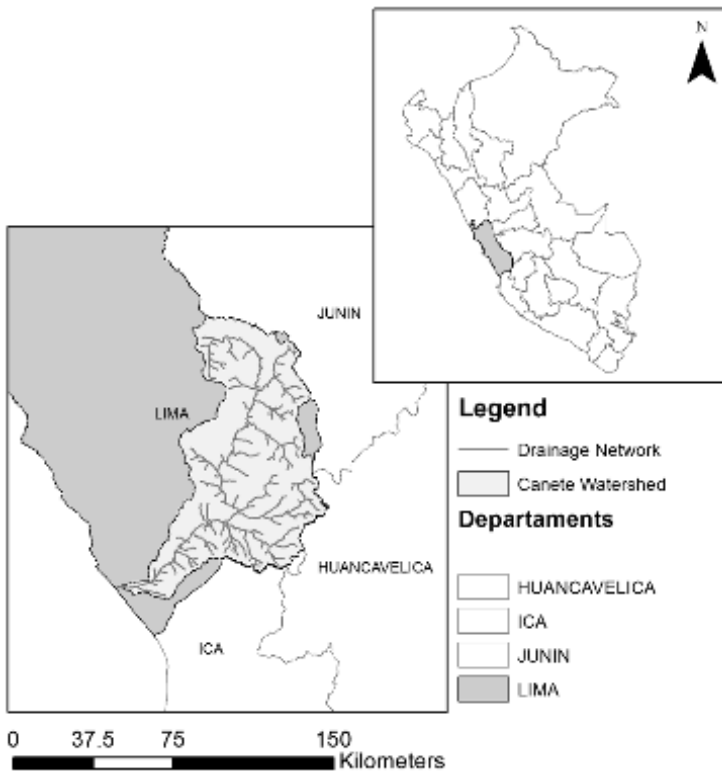 N
JUNIN
LIMA
HUANCAVELICA
ICA
Legend
Drainage Network
Canete Watershed
Departaments
HUANCAVELICA
ICA
JUNIN
LIMA
0 37.5 75 150
Kilometers